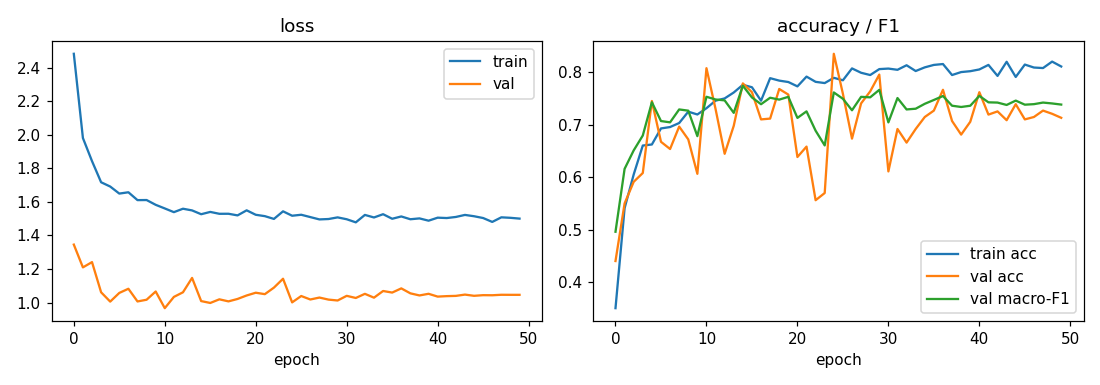 loss
2.4
2.2
2.0
1.8
1.6
1.4
1.2
1.0
train
val
0 10 20 30 40 50
epoch
accuracy / F1
0.8
0.7
0.6
0.5
0.4
train acc
val acc
val macro-F1
0 10 20 30 40 50
epoch